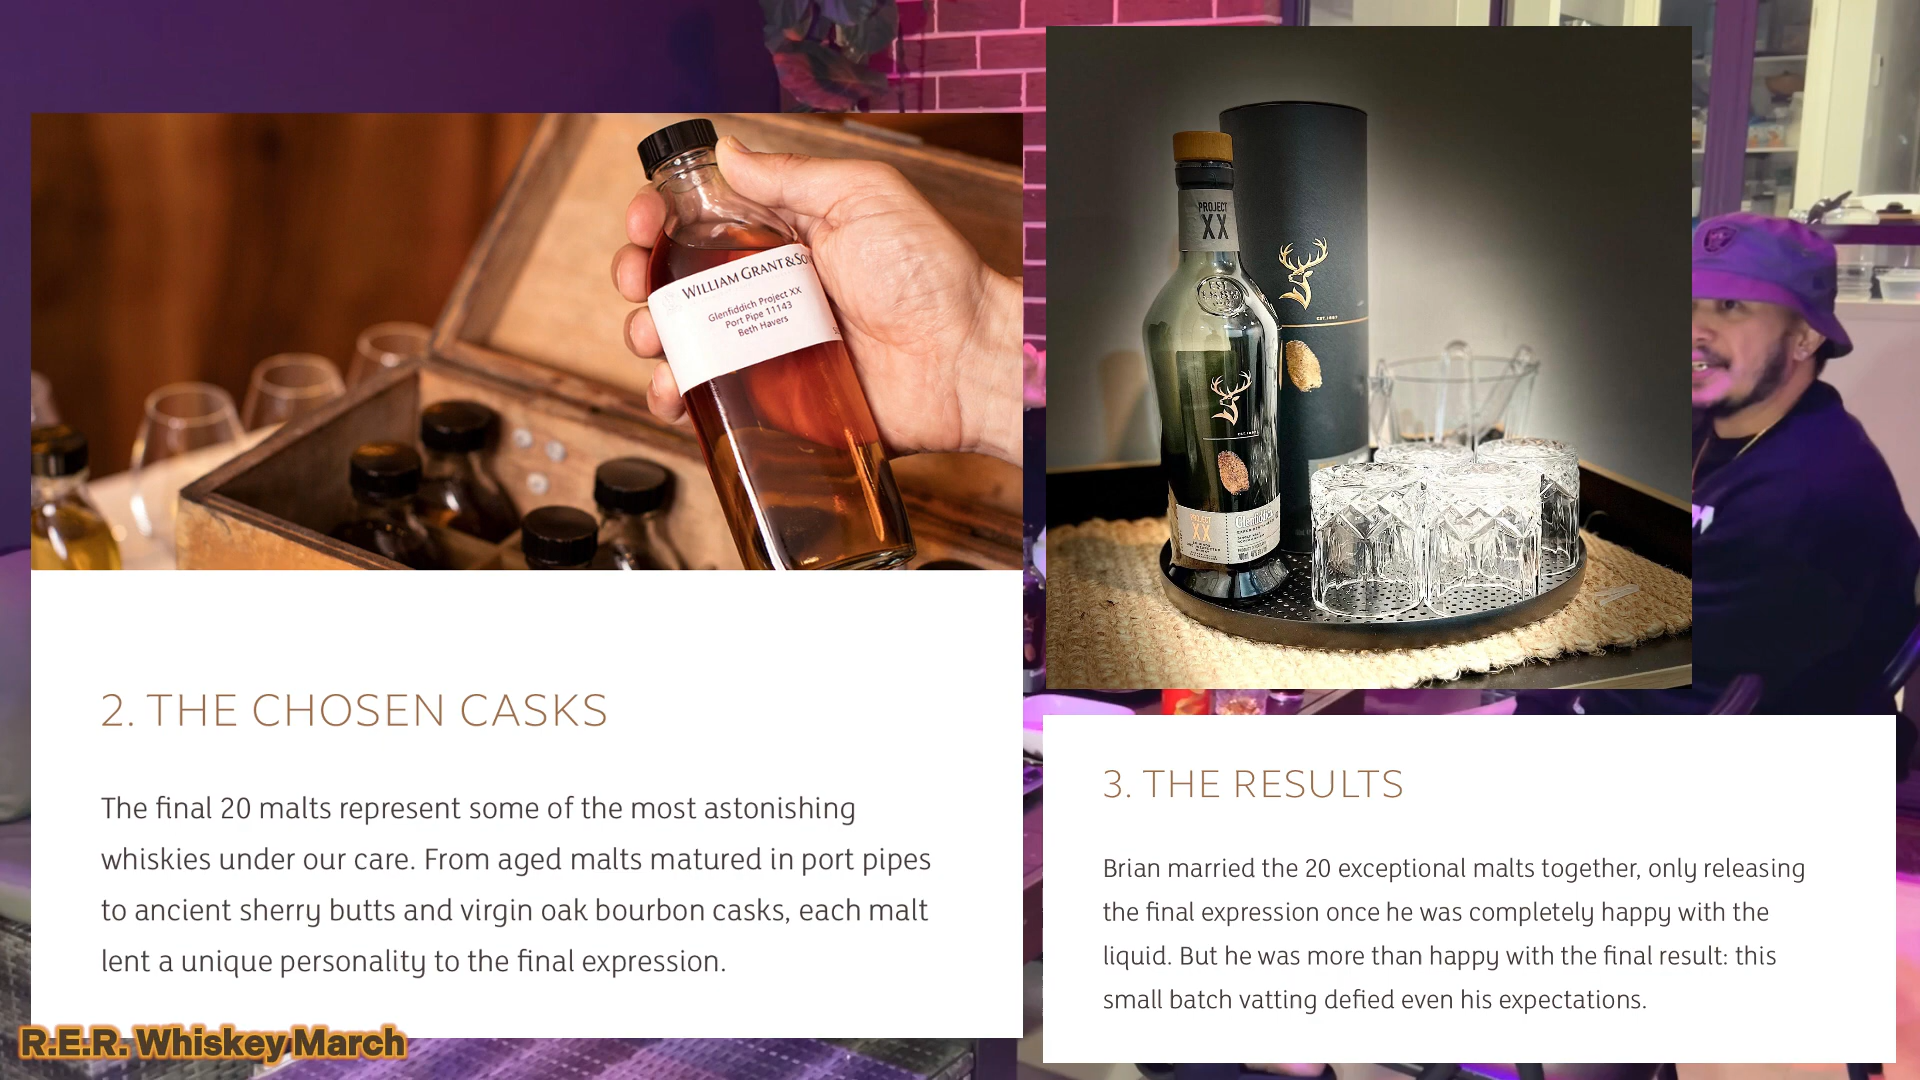 WILLIAM GRANT & SO
Glenfiddich Project XX
Port Pipe 11143
Beth Havers
2. THE CHOSEN CASKS
The final 20 malts represent some of the most astonishing
whiskies under our care. From aged malts matured in port pipes
to ancient sherry butts and virgin oak bourbon casks, each malt
lent a unique personality to the final expression.
R.E.R. Whiskey March
PROJECT
XX
EST. 1887
PROJECT
XX
Glenfiddich
3. THE RESULTS
Brian married the 20 exceptional malts together, only releasing
the final expression once he was completely happy with the
liquid. But he was more than happy with the final result: this
small batch vatting defied even his expectations.